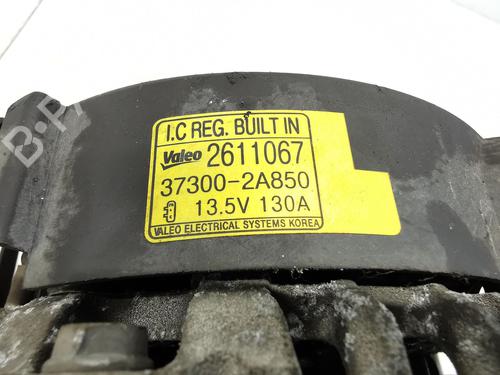 I.C REG. BUILT IN
Valeo 2611067
37300-2A850
13.5V 130A
VALEO ELECTRICAL SYSTEMS KOREA